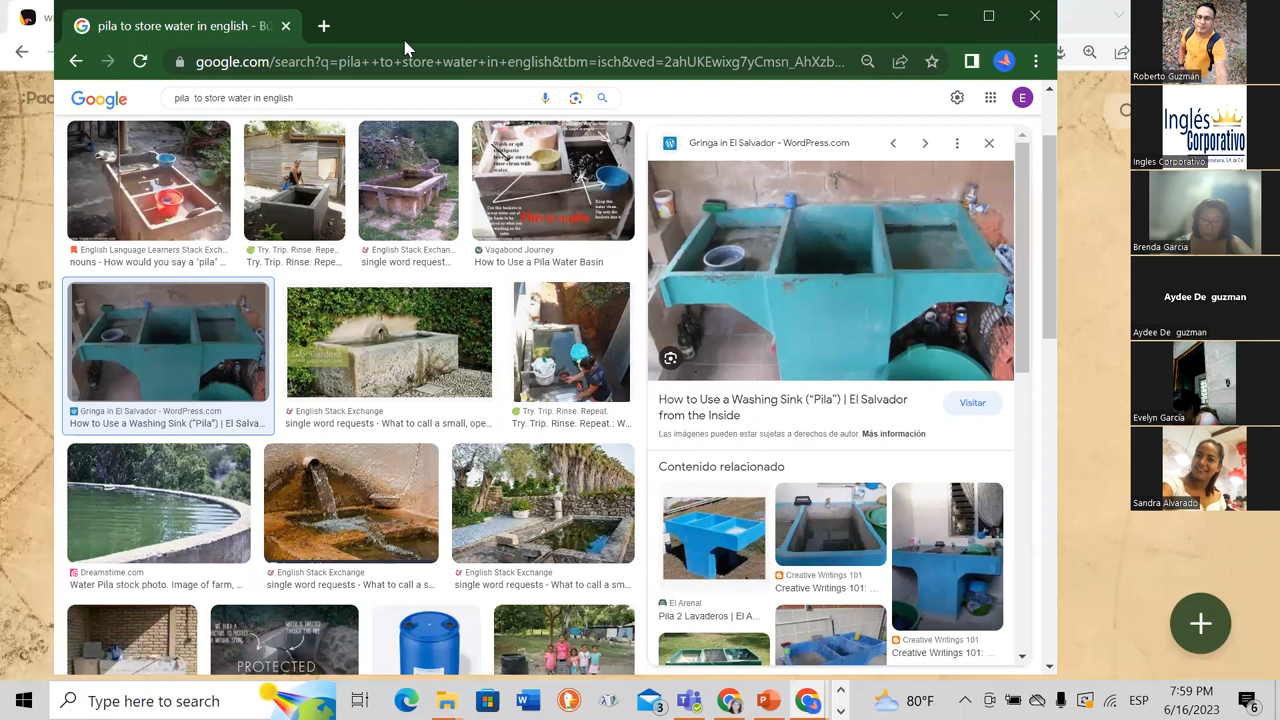 pila to store water in english - Bú
google.com/search?q=pila++to+store+water+in+english&tbm=isch&ved=2ahUKEwixg7yCmsn_AhXzb...
Google
pila to store water in english
E
English Language Learners Stack Exch...
nouns - How would you say a "pila" ...
Try. Trip. Rinse. Repe...
Try. Trip. Rinse. Repe...
English Stack Exchan...
single word request...
This is a pila
Vagabond Journey
How to Use a Pila Water Basin
Gringa in El Salvador - WordPress.com
How to Use a Washing Sink ("Pila") | El Salva...
English Stack Exchange
single word requests - What to call a small, ope...
Try. Trip. Rinse. Repeat.
Try. Trip. Rinse. Repeat.: W...
Dreamstime.com
Water Pila stock photo. Image of farm, ...
English Stack Exchange
single word requests - What to call a s...
English Stack Exchange
single word requests - What to call a sm...
PROTECTED
Gringa in El Salvador - WordPress.com
How to Use a Washing Sink ("Pila") | El Salvador
from the Inside
Visitar
Las imágenes pueden estar sujetas a derechos de autor. Más información
Contenido relacionado
El Arenal
Pila 2 Lavaderos | El A...
Creative Writings 101
Creative Writings 101: ...
Creative Writings 101
Creative Writings 101: ...
Roberto Guzmán
Inglés
Corporativo
Ingles Corporativo
Brenda Garcia
Aydee De guzman
Aydee De guzman
Evelyn García
Sandra Alvarado
Type here to search
3
80°F
ESP
7:59 PM
6/16/2023
6